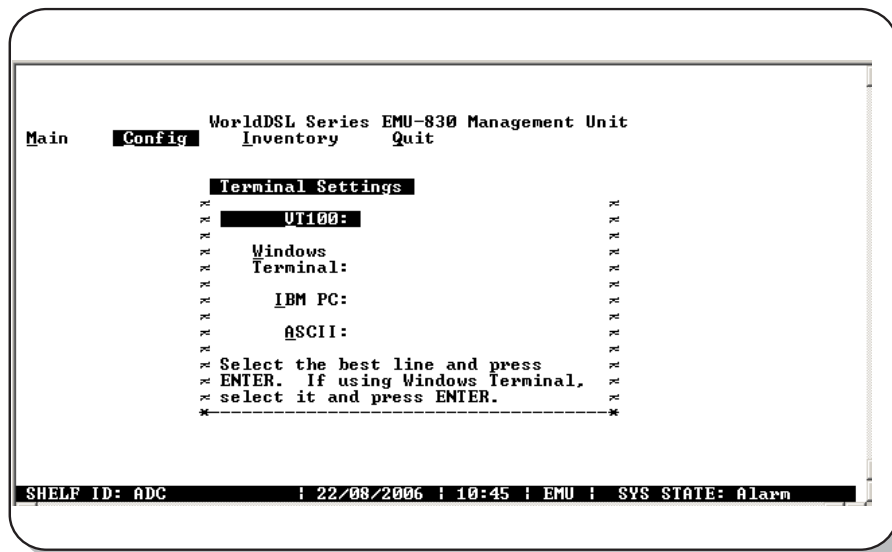 WorldDSL Series EMU-830 Management Unit
Main Config Inventory Quit
Terminal Settings
VT100:
Windows
Terminal:
IBM PC:
ASCII:
Select the best line and press
ENTER. If using Windows Terminal,
select it and press ENTER.
SHELF ID: ADC | 22/08/2006 | 10:45 | EMU | SYS STATE: Alarm